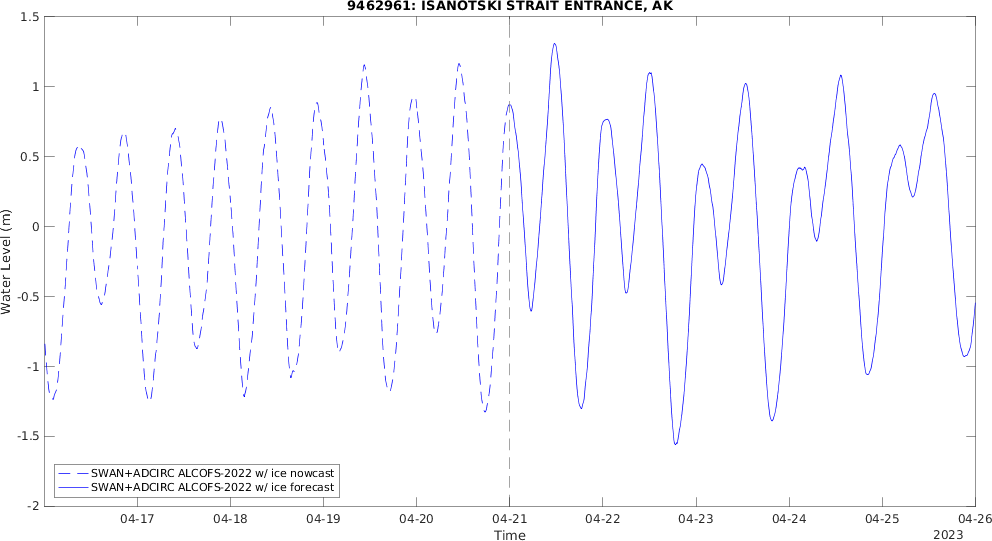 9462961: ISANOTSKI STRAIT ENTRANCE, AK
1.5
1
0.5
0
-0.5
-1
-1.5
-2
Water Level (m)
SWAN+ADCIRC ALCOFS-2022 w/ ice nowcast
SWAN+ADCIRC ALCOFS-2022 w/ ice forecast
04-17 04-18 04-19 04-20 04-21 04-22 04-23 04-24 04-25 04-26
Time
2023